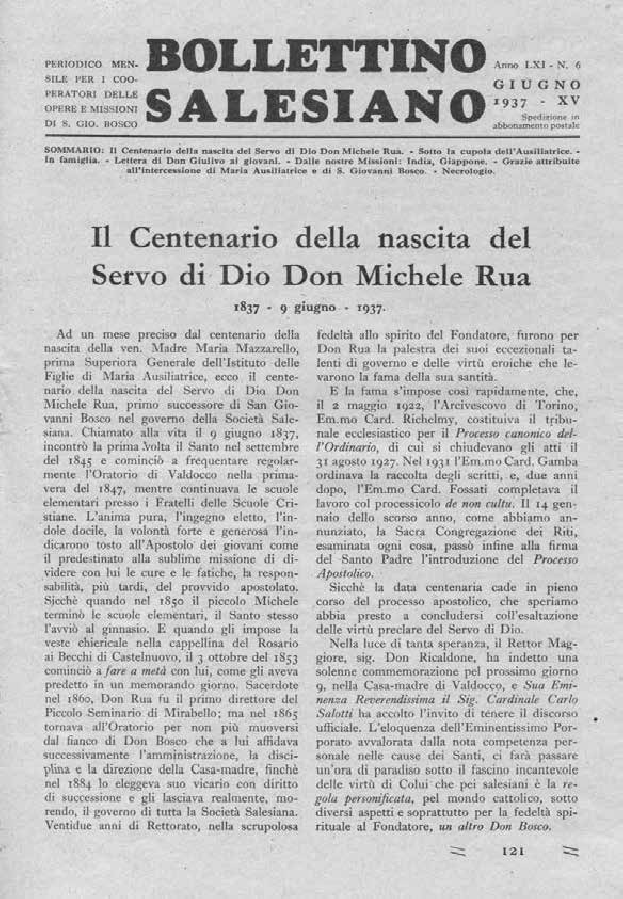 PERIODICO MEN-
SILE PER I COO-
PERATORI DELLE
OPERE E MISSIONI
DI S. GIO. BOSCO
BOLLETTINO
SALESIANO
Anno LXI - N. 6
GIUGNO
1937 - XV
Spedizione in
abbonamento postale
SOMMARIO: Il Centenario della nascita del Servo di Dio Don Michele Rua. - Sotto la cupola dell'Ausiliatrice. -
In famiglia. - Lettera di Don Giulivo ai giovani. - Dalle nostre Missioni: India, Giappone. - Grazie attribuite
all'intercessione di Maria Ausiliatrice e di S. Giovanni Bosco. - Necrologio.
Il Centenario della nascita del
Servo di Dio Don Michele Rua
1837 - 9 giugno - 1937.
Ad un mese preciso dal centenario della
nascita della ven. Madre Maria Mazzarello,
prima Superiora Generale dell'Istituto delle
Figlie di Maria Ausiliatrice, ecco il cente-
nario della nascita del Servo di Dio Don
Michele Rua, primo successore di San Gio-
vanni Bosco nel governo della Società Sale-
siana. Chiamato alla vita il 9 giugno 1837,
incontrò la prima volta il Santo nel settembre
del 1845 e cominciò a frequentare regolar-
mente l'Oratorio di Valdocco nella prima-
vera del 1847, mentre continuava le scuole
elementari presso i Fratelli delle Scuole Cri-
stiane. L'anima pura, l'ingegno eletto, l'in-
dole docile, la volontà forte e generosa l'in-
dicarono tosto all'Apostolo dei giovani come
il predestinato alla sublime missione di di-
videre con lui le cure e le fatiche, la respon-
sabilità, più tardi, del provvido apostolato.
Sicchè quando nel 1850 il piccolo Michele
terminò le scuole elementari, il Santo stesso
l'avviò al ginnasio. E quando gli impose la
veste chiericale nella cappellina del Rosario
ai Becchi di Castelnuovo, il 3 ottobre del 1853
cominciò a fare a metà con lui, come gli aveva
predetto in un memorando giorno. Sacerdote
nel 1860, Don Rua fu il primo direttore del
Piccolo Seminario di Mirabello; ma nel 1865
tornava all'Oratorio per non più muoversi
dal fianco di Don Bosco che a lui affidava
successivamente l'amministrazione, la disci-
plina e la direzione della Casa-madre, finchè
nel 1884 lo eleggeva suo vicario con diritto
di successione e gli lasciava realmente, mo-
rendo, il governo di tutta la Società Salesiana.
Ventidue anni di Rettorato, nella scrupolosa
fedeltà allo spirito del Fondatore, furono per
Don Rua la palestra dei suoi eccezionali ta-
lenti di governo e delle virtù eroiche che le-
varono la fama della sua santità.
E la fama s'impose così rapidamente, che,
il 2 maggio 1922, l'Arcivescovo di Torino,
Em.mo Card. Richelmy, costituiva il tribu-
nale ecclesiastico per il Processo canonico del-
l'Ordinario, di cui si chiudevano gli atti il
31 agosto 1927. Nel 1931 l'Em.mo Card. Gamba
ordinava la raccolta degli scritti, e, due anni
dopo, l'Em.mo Card. Fossati completava il
lavoro col processicolo de non cultu. Il 14 gen-
naio dello scorso anno, come abbiamo an-
nunziato, la Sacra Congregazione dei Riti,
esaminata ogni cosa, passò infine alla firma
del Santo Padre l'introduzione del Processo
Apostolico.
Sicchè la data centenaria cade in pieno
corso del processo apostolico, che speriamo
abbia presto a concludersi coll'esaltazione
delle virtù preclare del Servo di Dio.
Nella luce di tanta speranza, il Rettor Mag-
giore, sig. Don Ricaldone, ha indetto una
solenne commemorazione pel prossimo giorno
9, nella Casa-madre di Valdocco, e Sua Emi-
nenza Reverendissima il Sig. Cardinale Carlo
Salotti ha accolto l'invito di tenere il discorso
ufficiale. L'eloquenza dell'Eminentissimo Por-
porato avvalorata dalla nota competenza per-
sonale nelle cause dei Santi, ci farà passare
un'ora di paradiso sotto il fascino incantevole
delle virtù di Colui che pei salesiani è la re-
gola personificata, pel mondo cattolico, sotto
diversi aspetti e soprattutto per la fedeltà spi-
rituale al Fondatore, un altro Don Bosco.
121